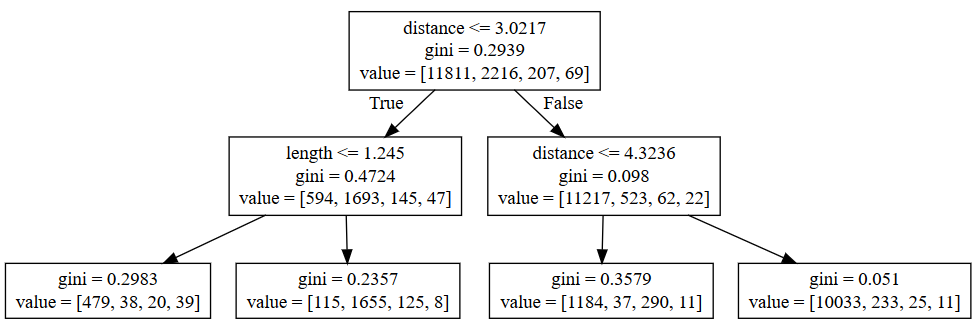 distance <= 3.0217
gini = 0.2939
value = [11811, 2216, 207, 69]
True
False
length <= 1.245
gini = 0.4724
value = [594, 1693, 145, 47]
distance <= 4.3236
gini = 0.098
value = [11217, 523, 62, 22]
gini = 0.2983
value = [479, 38, 20, 39]
gini = 0.2357
value = [115, 1655, 125, 8]
gini = 0.3579
value = [1184, 37, 290, 11]
gini = 0.051
value = [10033, 233, 25, 11]